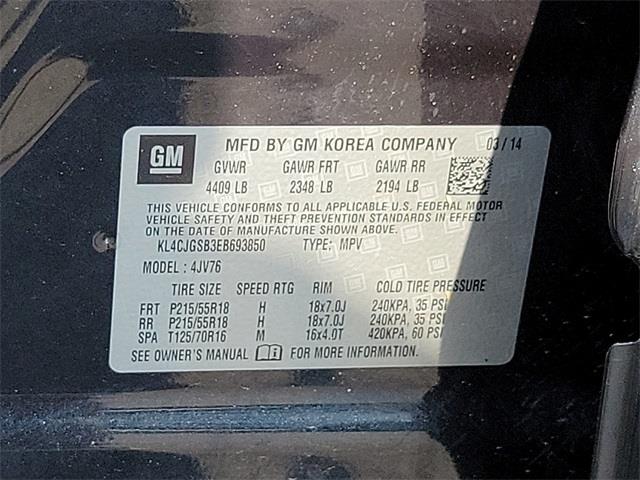 GM MFD BY GM KOREA COMPANY 03/14
GVWR GAWR FRT GAWR RR
4409 LB 2348 LB 2194 LB
THIS VEHICLE CONFORMS TO ALL APPLICABLE U.S. FEDERAL MOTOR
VEHICLE SAFETY AND THEFT PREVENTION STANDARDS IN EFFECT
ON THE DATE OF MANUFACTURE SHOWN ABOVE.
KL4CJGSB3EB693850 TYPE: MPV
MODEL : 4JV76
TIRE SIZE SPEED RTG RIM COLD TIRE PRESSURE
FRT P215/55R18 H 18x7.0J 240KPA, 35 PSI
RR P215/55R18 H 18x7.0J 240KPA, 35 PSI
SPA T125/70R16 M 16x4.0T 420KPA, 60 PSI
SEE OWNER'S MANUAL FOR MORE INFORMATION.